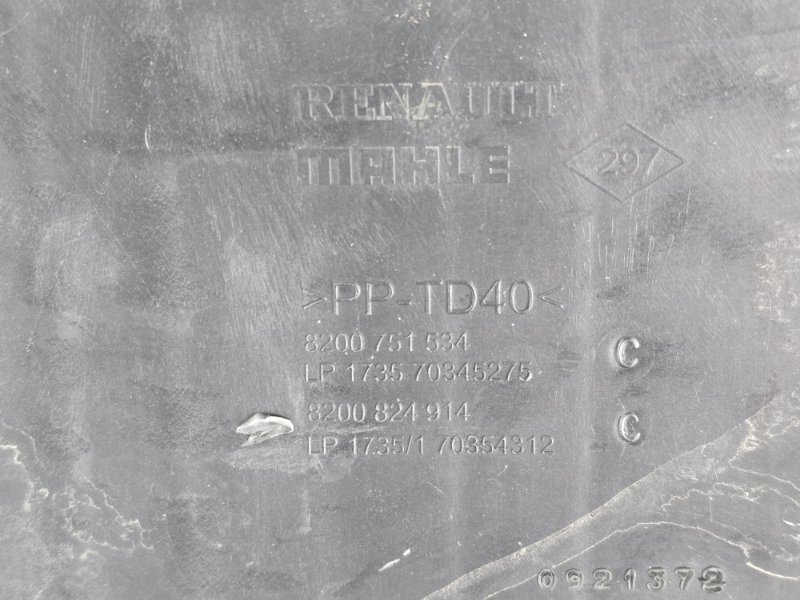 RENAULT
MAHLE 297
>PP-TD40<
8200 751 534 C
LP 1735 70345275
8200 824 914 C
LP 1735/1 70354312
0921372